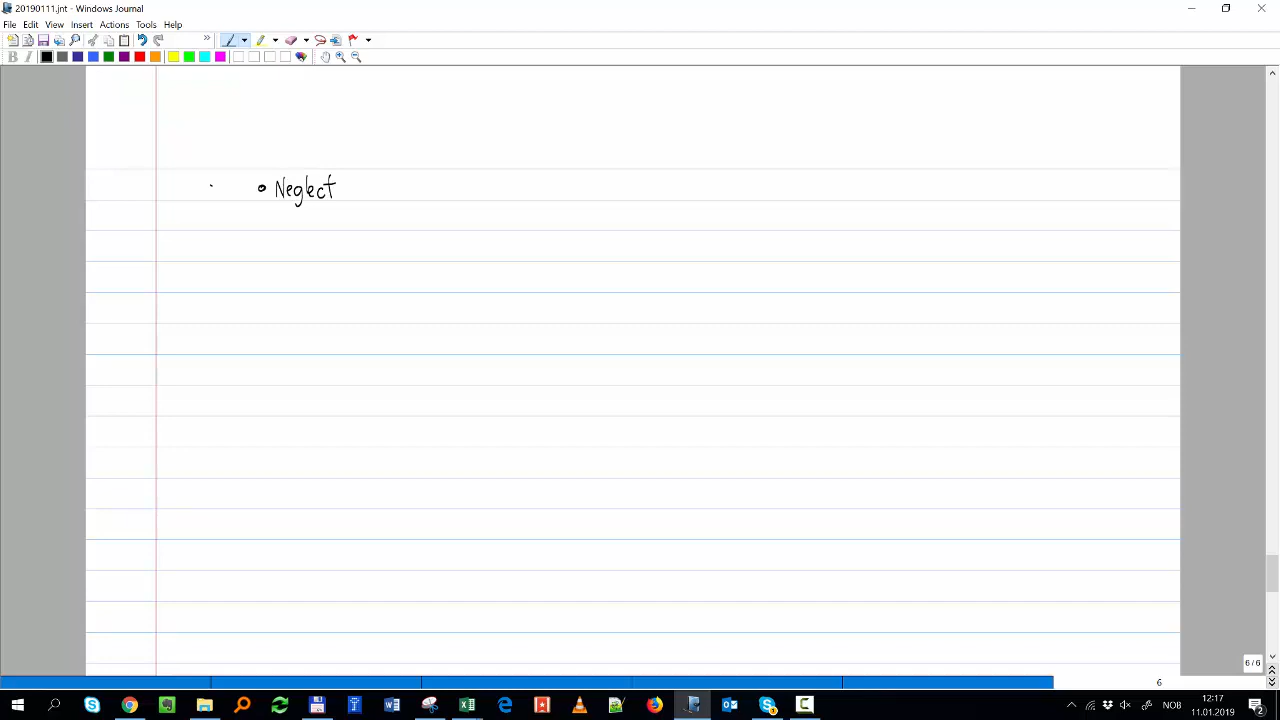 20190111.jnt - Windows Journal
File Edit View Insert Actions Tools Help
B I
• Neglect
6 / 6
6
12:17
NOB
11.01.2019
2